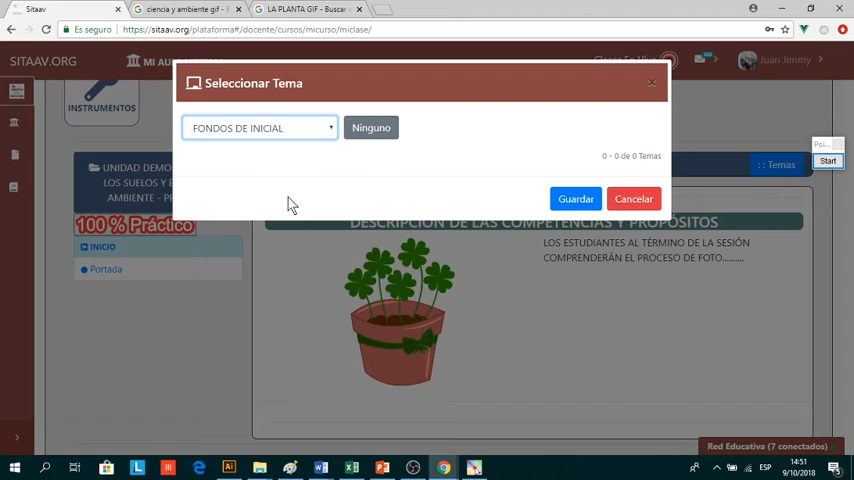 Sitaav
ciencia y ambiente gif - B
LA PLANTA GIF - Buscar
Es seguro
https://sitaav.org/plataforma#/docente/cursos/micurso/miclase/
SITAAV.ORG
MI AU
Juan Jimmy
Seleccionar Tema
INSTRUMENTOS
FONDOS DE INICIAL
Ninguno
0 - 0 de 0 Temas
Start
UNIDAD DEMOS
LOS SUELOS Y E
AMBIENTE - PR
: : Temas
Guardar
Cancelar
100 % Práctico
DESCRIPCIÓN DE LAS COMPETENCIAS Y PROPÓSITOS
INICIO
Portada
LOS ESTUDIANTES AL TÉRMINO DE LA SESIÓN
COMPRENDERÁN EL PROCESO DE FOTO.........
Red Educativa (7 conectados)
ESP
14:51
9/10/2018